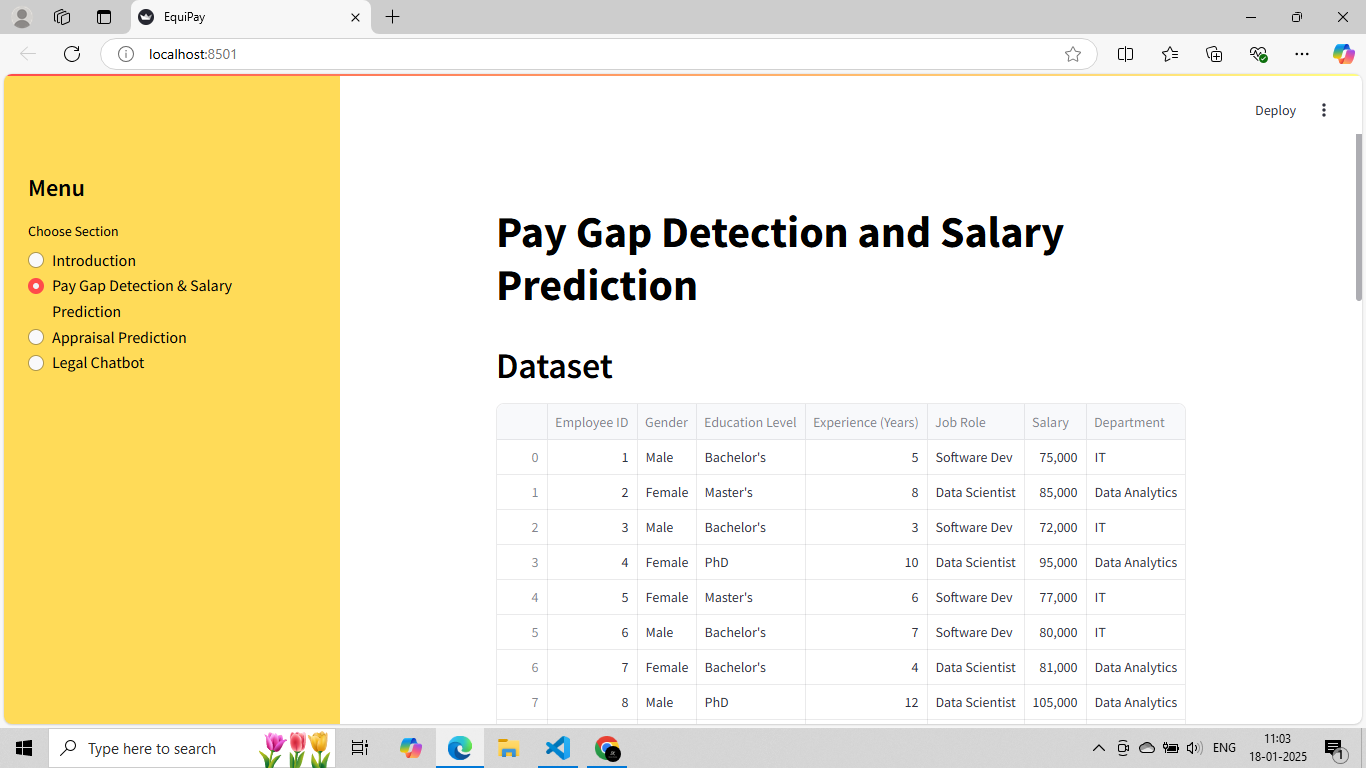 EquiPay
localhost:8501
Deploy
Menu
Choose Section
Introduction
Pay Gap Detection & Salary
Prediction
Appraisal Prediction
Legal Chatbot
Pay Gap Detection and Salary
Prediction
Dataset
Employee ID Gender Education Level Experience (Years) Job Role Salary Department
0 1 Male Bachelor's 5 Software Dev 75,000 IT
1 2 Female Master's 8 Data Scientist 85,000 Data Analytics
2 3 Male Bachelor's 3 Software Dev 72,000 IT
3 4 Female PhD 10 Data Scientist 95,000 Data Analytics
4 5 Female Master's 6 Software Dev 77,000 IT
5 6 Male Bachelor's 7 Software Dev 80,000 IT
6 7 Female Bachelor's 4 Data Scientist 81,000 Data Analytics
7 8 Male PhD 12 Data Scientist 105,000 Data Analytics
Type here to search
ENG
11:03
18-01-2025
1